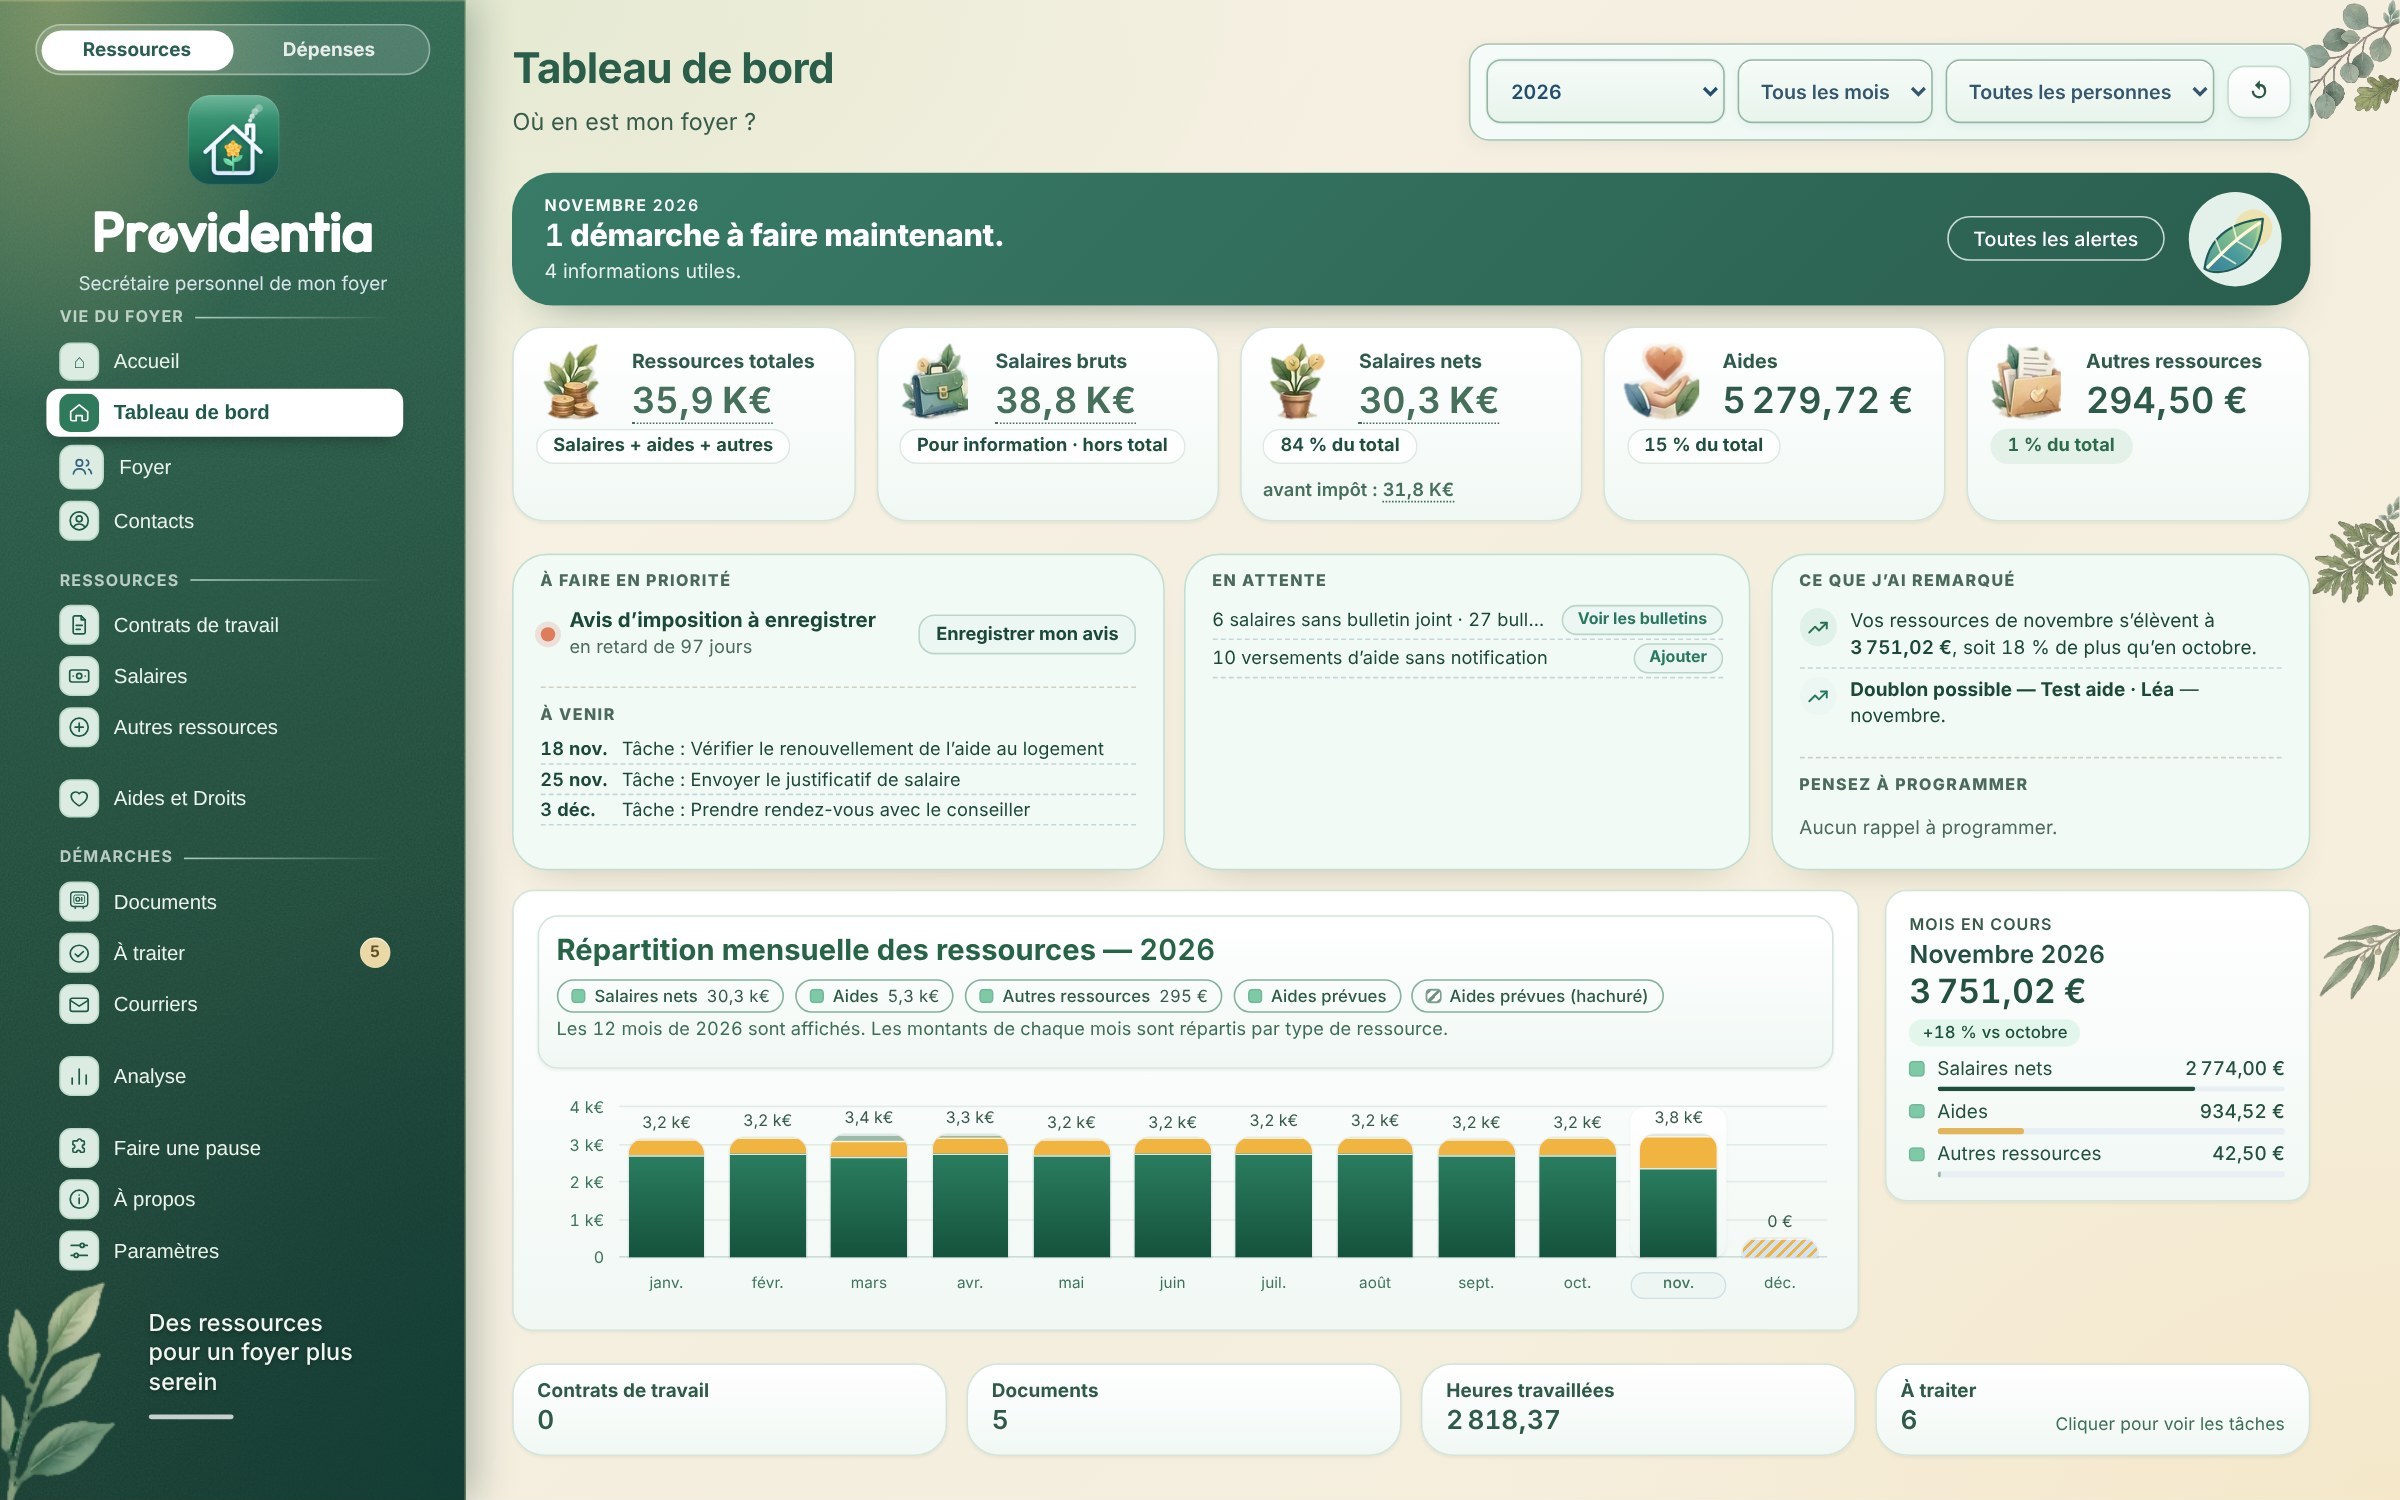 Ressources
Dépenses
Providentia
Secrétaire personnel de mon foyer
VIE DU FOYER
Accueil
Tableau de bord
Foyer
Contacts
RESSOURCES
Contrats de travail
Salaires
Autres ressources
Aides et Droits
DÉMARCHES
Documents
À traiter
5
Courriers
Analyse
Faire une pause
À propos
Paramètres
Des ressources
pour un foyer plus
serein
Tableau de bord
Où en est mon foyer ?
2026
Tous les mois
Toutes les personnes
NOVEMBRE 2026
1 démarche à faire maintenant.
4 informations utiles.
Toutes les alertes
Ressources totales
35,9 K€
Salaires + aides + autres
Salaires bruts
38,8 K€
Pour information · hors total
Salaires nets
30,3 K€
84 % du total
avant impôt : 31,8 K€
Aides
5 279,72 €
15 % du total
Autres ressources
294,50 €
1 % du total
À FAIRE EN PRIORITÉ
Avis d’imposition à enregistrer
en retard de 97 jours
Enregistrer mon avis
À VENIR
18 nov. Tâche : Vérifier le renouvellement de l’aide au logement
25 nov. Tâche : Envoyer le justificatif de salaire
3 déc. Tâche : Prendre rendez-vous avec le conseiller
EN ATTENTE
6 salaires sans bulletin joint · 27 bull...
Voir les bulletins
10 versements d’aide sans notification
Ajouter
CE QUE J’AI REMARQUÉ
Vos ressources de novembre s’élèvent à
3 751,02 €, soit 18 % de plus qu’en octobre.
Doublon possible — Test aide · Léa —
novembre.
PENSEZ À PROGRAMMER
Aucun rappel à programmer.
Répartition mensuelle des ressources — 2026
Salaires nets 30,3 k€
Aides 5,3 k€
Autres ressources 295 €
Aides prévues
Aides prévues (hachuré)
Les 12 mois de 2026 sont affichés. Les montants de chaque mois sont répartis par type de ressource.
4 k€
3 k€
2 k€
1 k€
0
3,2 k€
3,2 k€
3,4 k€
3,3 k€
3,2 k€
3,2 k€
3,2 k€
3,2 k€
3,2 k€
3,2 k€
3,8 k€
0 €
janv.
févr.
mars
avr.
mai
juin
juil.
août
sept.
oct.
nov.
déc.
MOIS EN COURS
Novembre 2026
3 751,02 €
+18 % vs octobre
Salaires nets 2 774,00 €
Aides 934,52 €
Autres ressources 42,50 €
Contrats de travail
0
Documents
5
Heures travaillées
2 818,37
À traiter
6
Cliquer pour voir les tâches